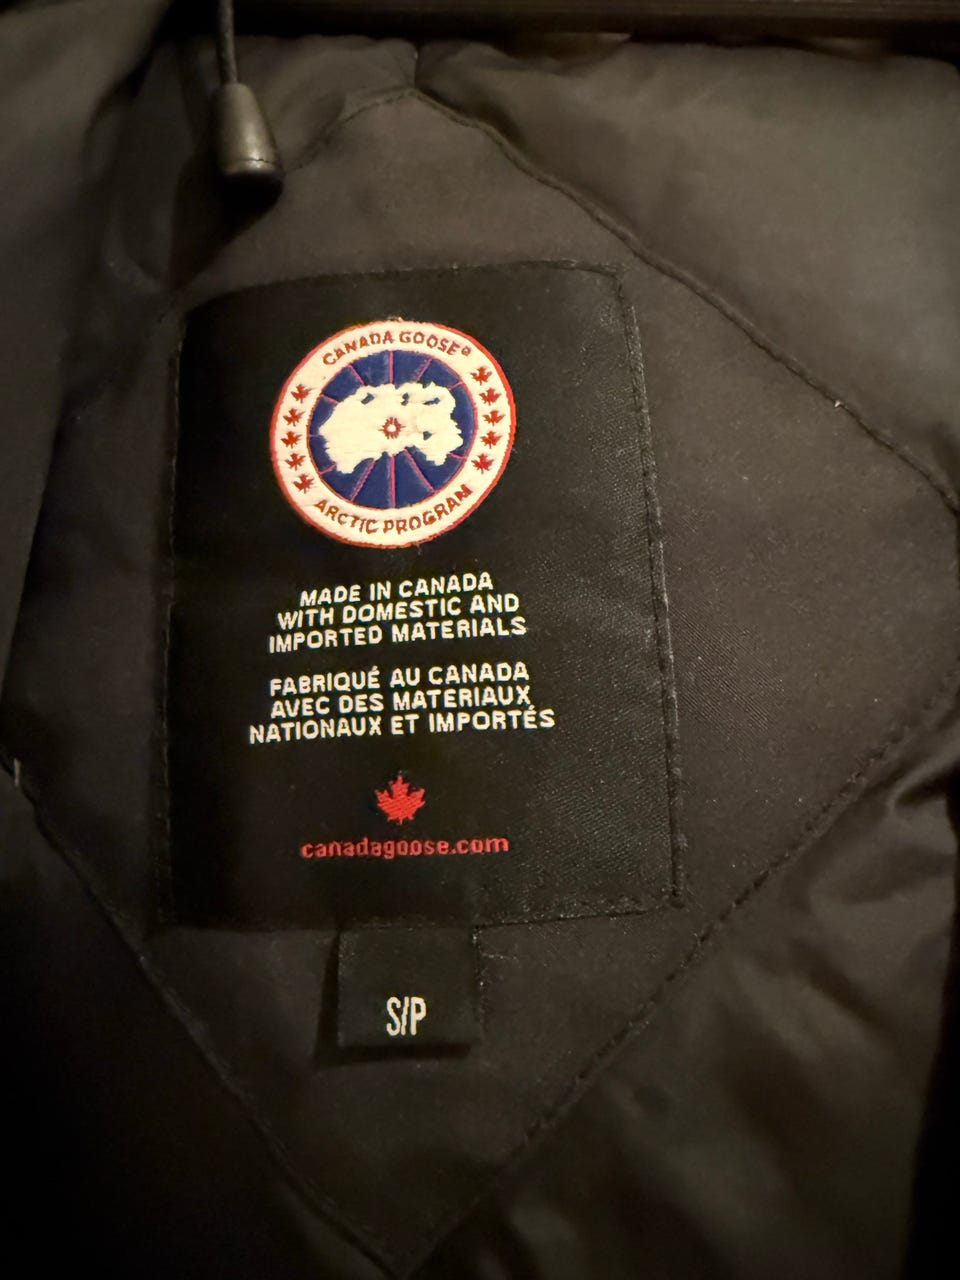 CANADA GOOSE®
ARCTIC PROGRAM
MADE IN CANADA
WITH DOMESTIC AND
IMPORTED MATERIALS
FABRIQUÉ AU CANADA
AVEC DES MATERIAUX
NATIONAUX ET IMPORTÉS
canadagoose.com
S/P